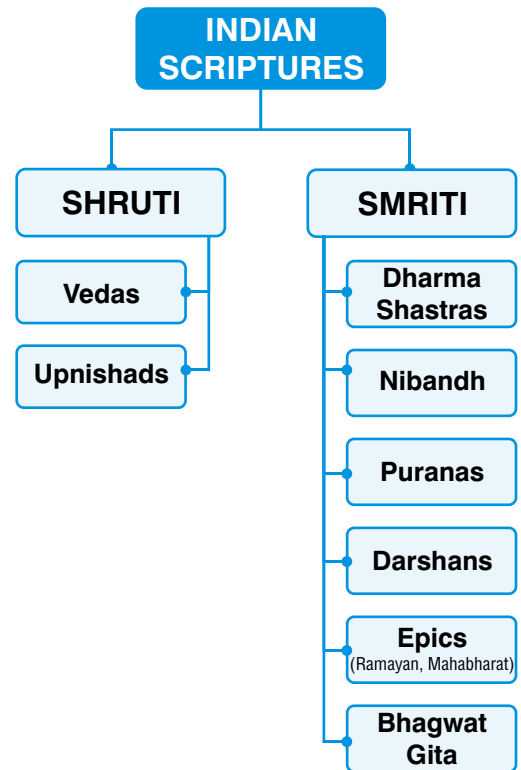 INDIAN
SCRIPTURES
SHRUTI
Vedas
Upnishads
SMRITI
Dharma
Shastras
Nibandh
Puranas
Darshans
Epics
(Ramayan, Mahabharat)
Bhagwat
Gita